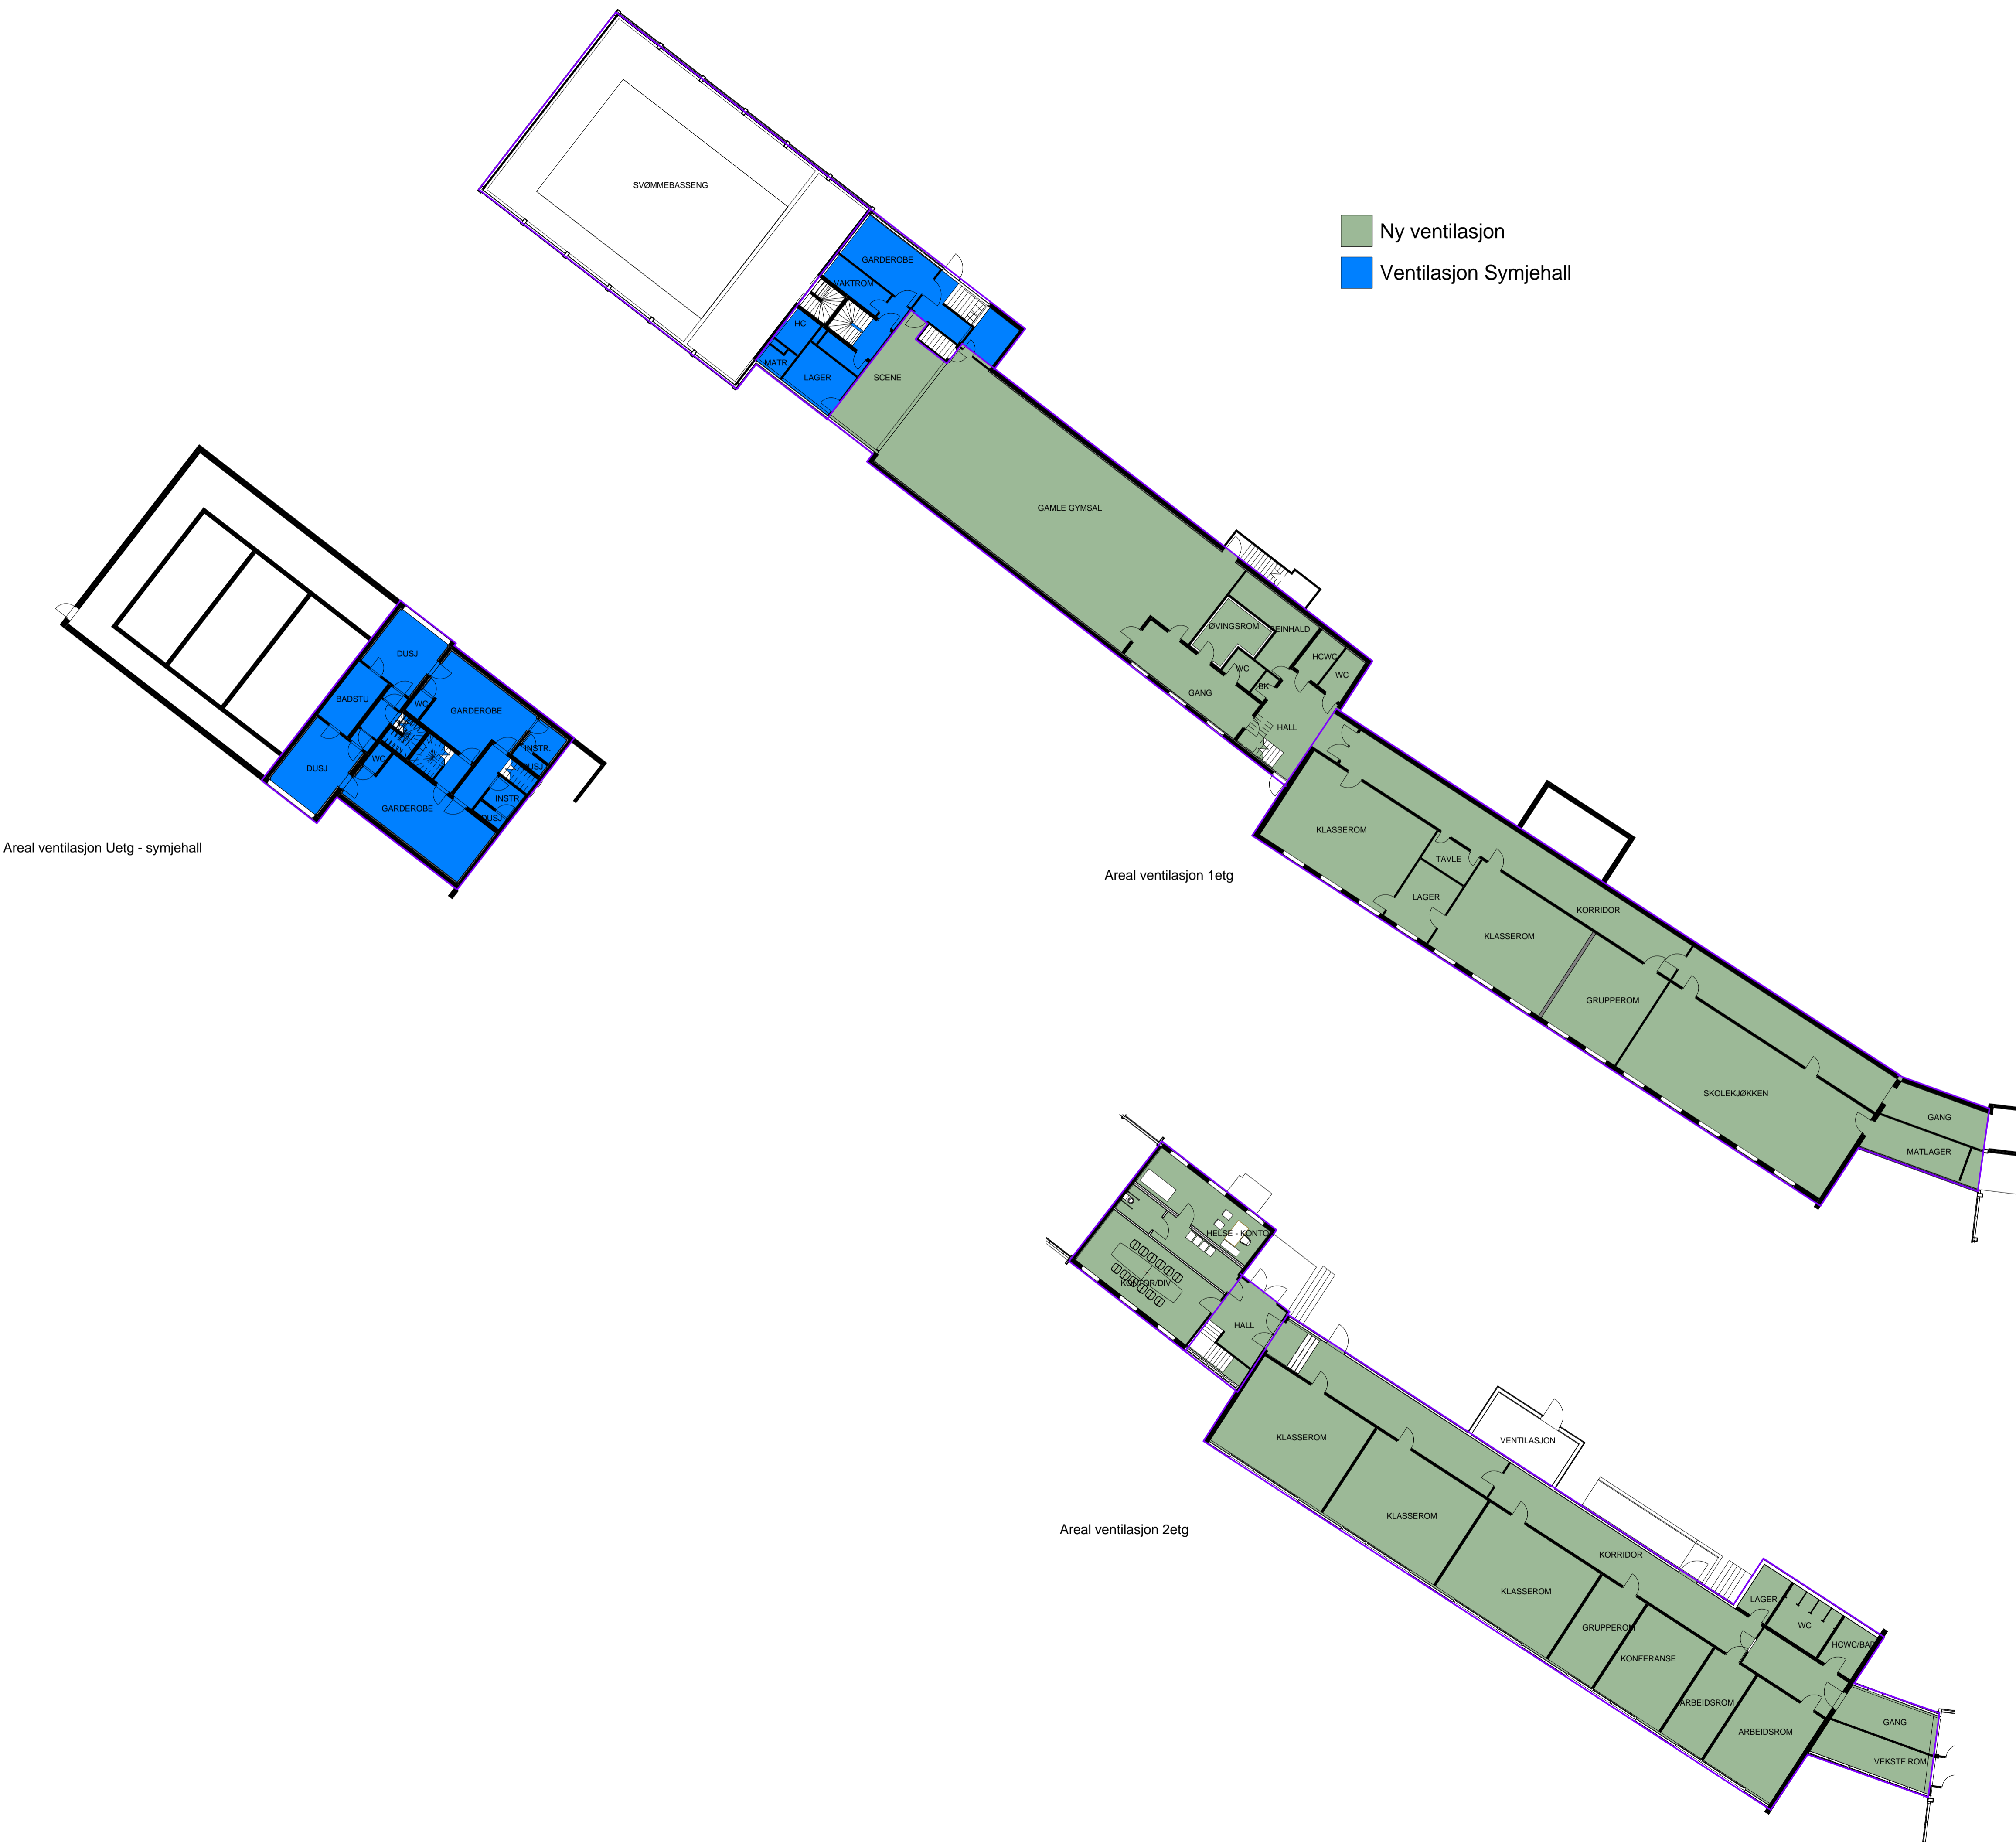 SVØMMEBASSENG
Ny ventilasjon
Ventilasjon Symjehall
GARDEROBE
VAKTROM
HC
MATR.
LAGER
SCENE
GAMLE GYMSAL
ØVINGSROM
REINHALD
HCWC
WC
WC
BK
GANG
HALL
DUSJ
BADSTU
WC
GARDEROBE
INSTR.
DUSJ
WC
DUSJ
INSTR.
GARDEROBE
DUSJ
Areal ventilasjon Uetg - symjehall
KLASSEROM
TAVLE
Areal ventilasjon 1etg
LAGER
KORRIDOR
KLASSEROM
GRUPPEROM
SKOLEKJØKKEN
GANG
MATLAGER
HELSE - KONTO
KONTOR/DIV
HALL
KLASSEROM
VENTILASJON
KLASSEROM
Areal ventilasjon 2etg
KORRIDOR
KLASSEROM
LAGER
GRUPPEROM
WC
HCWC/BAD
KONFERANSE
ARBEIDSROM
GANG
ARBEIDSROM
VEKSTF.ROM